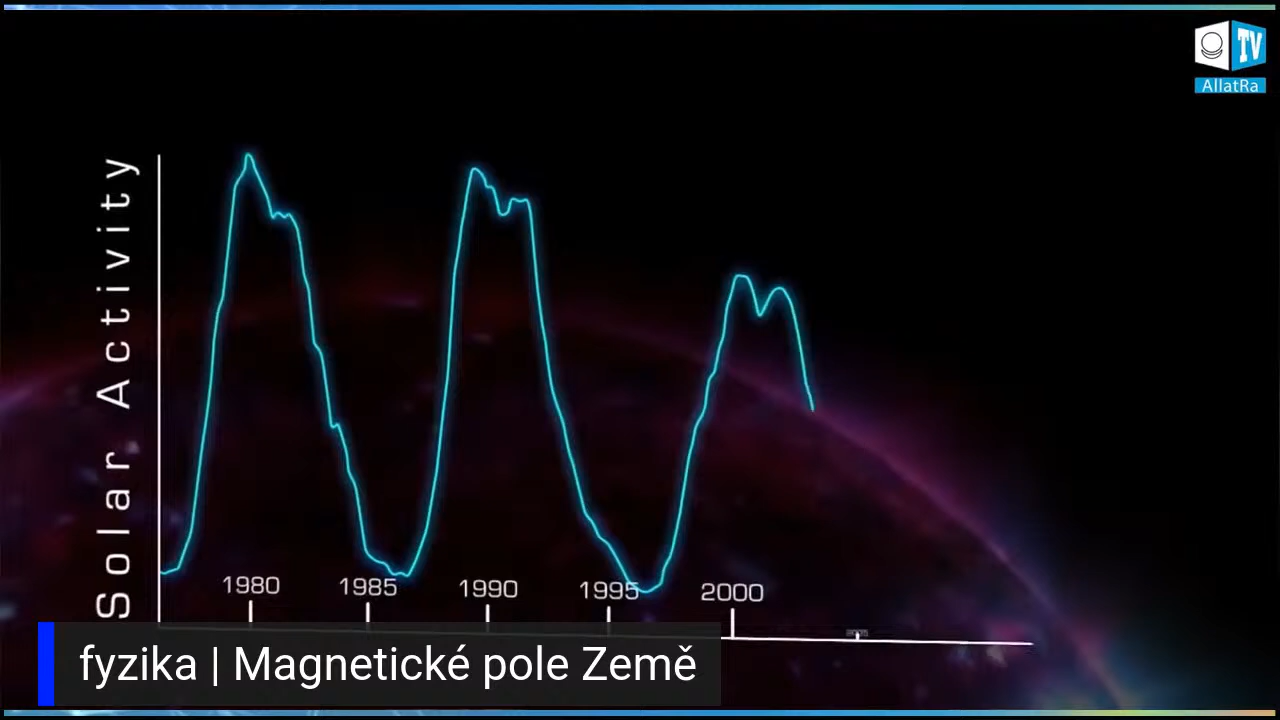 TV
AllatRa
Solar Activity
1980 1985 1990 1995 2000
fyzika | Magnetické pole Země